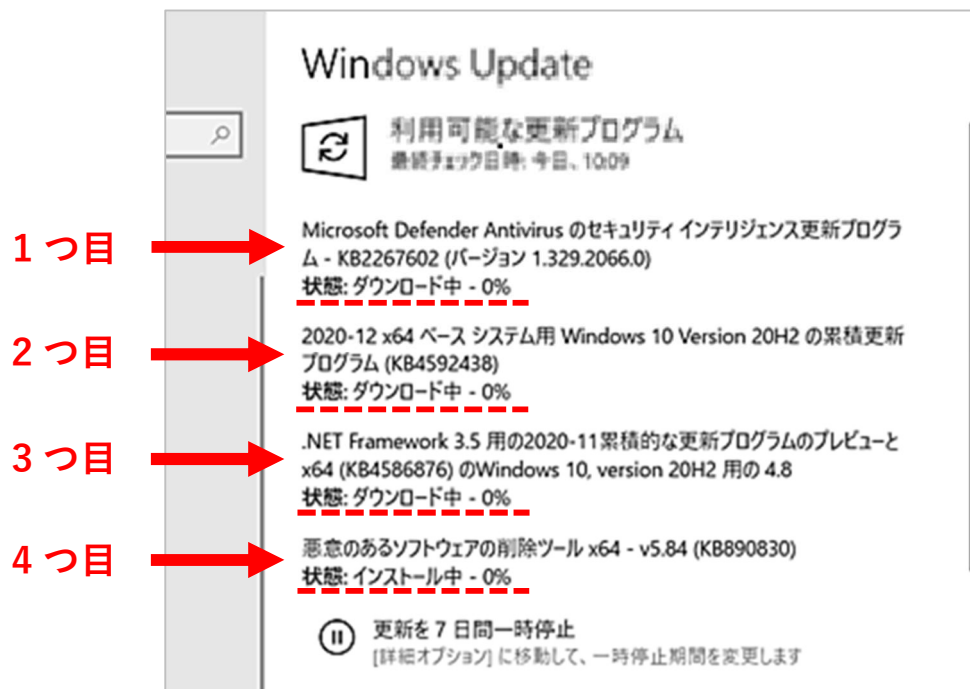 Windows Update
利用可能な更新プログラム
最終チェック日時: 今日、10:09
1つ目
Microsoft Defender Antivirus のセキュリティ インテリジェンス更新プログラ
ム - KB2267602 (バージョン 1.329.2066.0)
状態: ダウンロード中 - 0%
2つ目
2020-12 x64 ベース システム用 Windows 10 Version 20H2 の累積更新
プログラム (KB4592438)
状態: ダウンロード中 - 0%
3つ目
.NET Framework 3.5 用の2020-11累積的な更新プログラムのプレビューと
x64 (KB4586876) のWindows 10, version 20H2 用の 4.8
状態: ダウンロード中 - 0%
4つ目
悪意のあるソフトウェアの削除ツール x64 - v5.84 (KB890830)
状態: インストール中 - 0%
更新を 7 日間一時停止
[詳細オプション] に移動して、一時停止期間を変更します